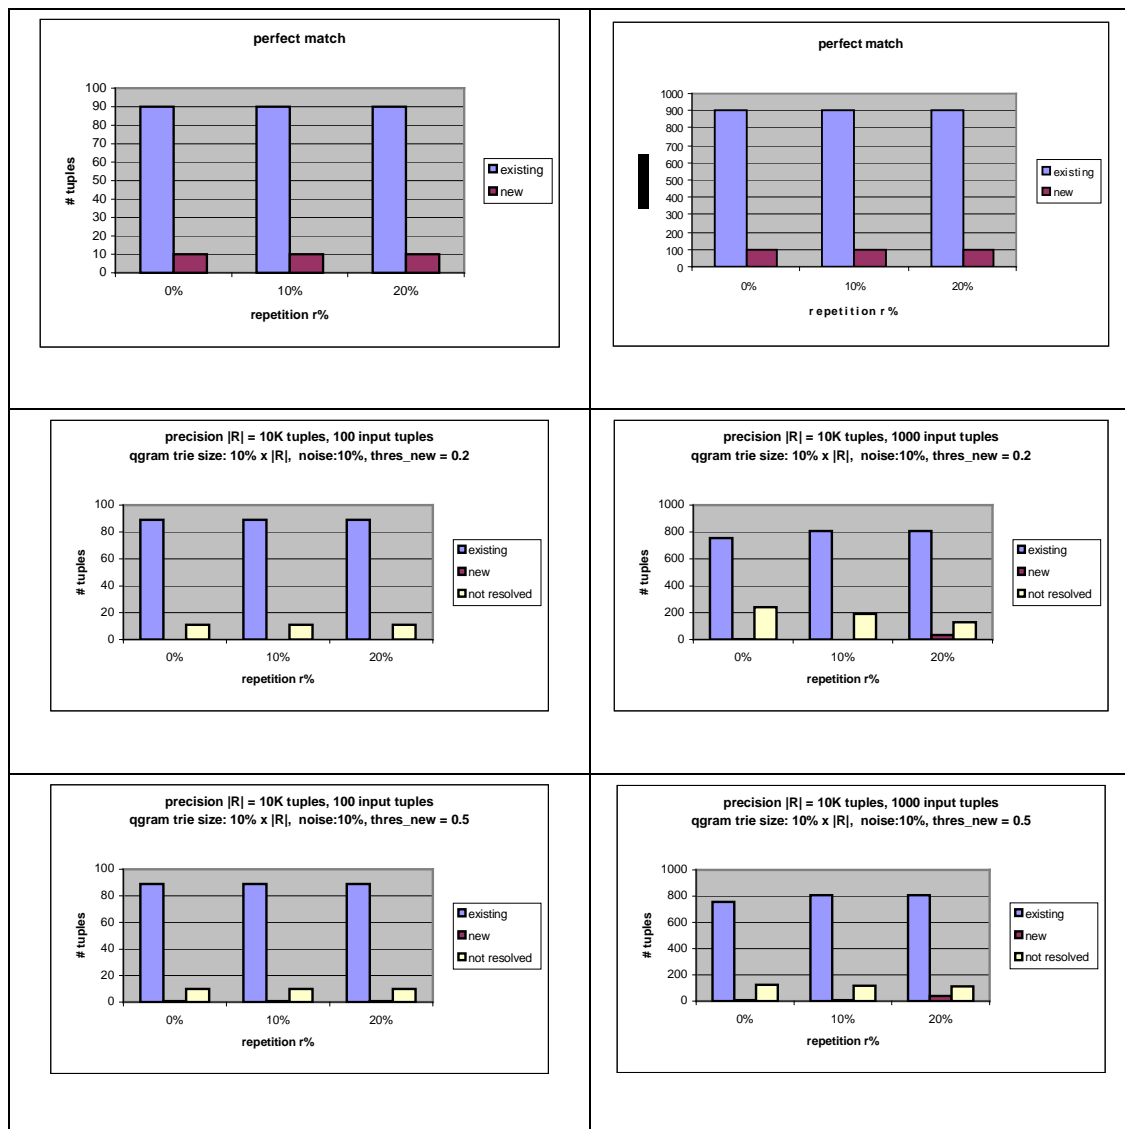 perfect match
100
90
80
70
60
50
40
30
20
10
0
# tuples
0% 10% 20%
repetition r%
existing
new
perfect match
1000
900
800
700
600
500
400
300
200
100
0
0% 10% 20%
repetition r%
existing
new
precision |R| = 10K tuples, 100 input tuples
qgram trie size: 10% x |R|, noise:10%, thres_new = 0.2
100
80
60
40
20
0
# tuples
0% 10% 20%
repetition r%
existing
new
not resolved
precision |R| = 10K tuples, 1000 input tuples
qgram trie size: 10% x |R|, noise:10%, thres_new = 0.2
1000
800
600
400
200
0
# tuples
0% 10% 20%
repetition r%
existing
new
not resolved
precision |R| = 10K tuples, 100 input tuples
qgram trie size: 10% x |R|, noise:10%, thres_new = 0.5
100
80
60
40
20
0
# tuples
0% 10% 20%
repetition r%
existing
new
not resolved
precision |R| = 10K tuples, 1000 input tuples
qgram trie size: 10% x |R|, noise:10%, thres_new = 0.5
1000
800
600
400
200
0
# tuples
0% 10% 20%
repetition r%
existing
new
not resolved